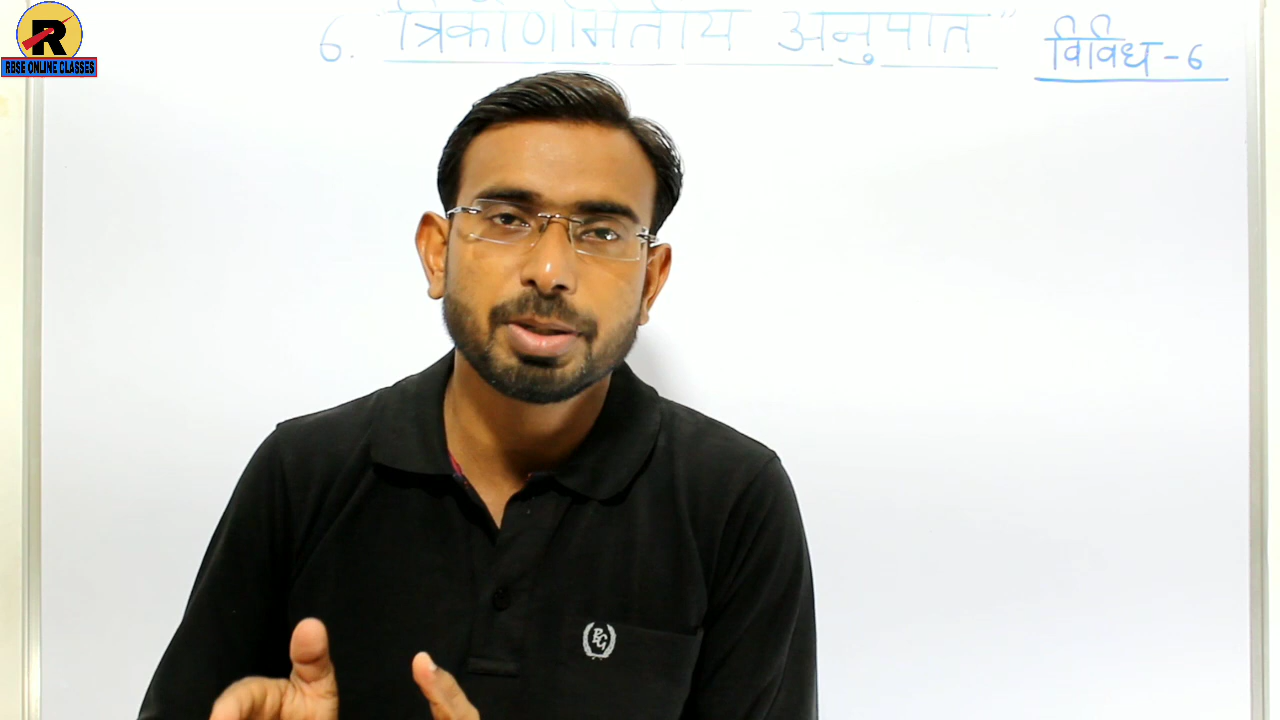 RBSE ONLINE CLASSES
6. "त्रिकोणमितीय अनुपात"
विविध - 6